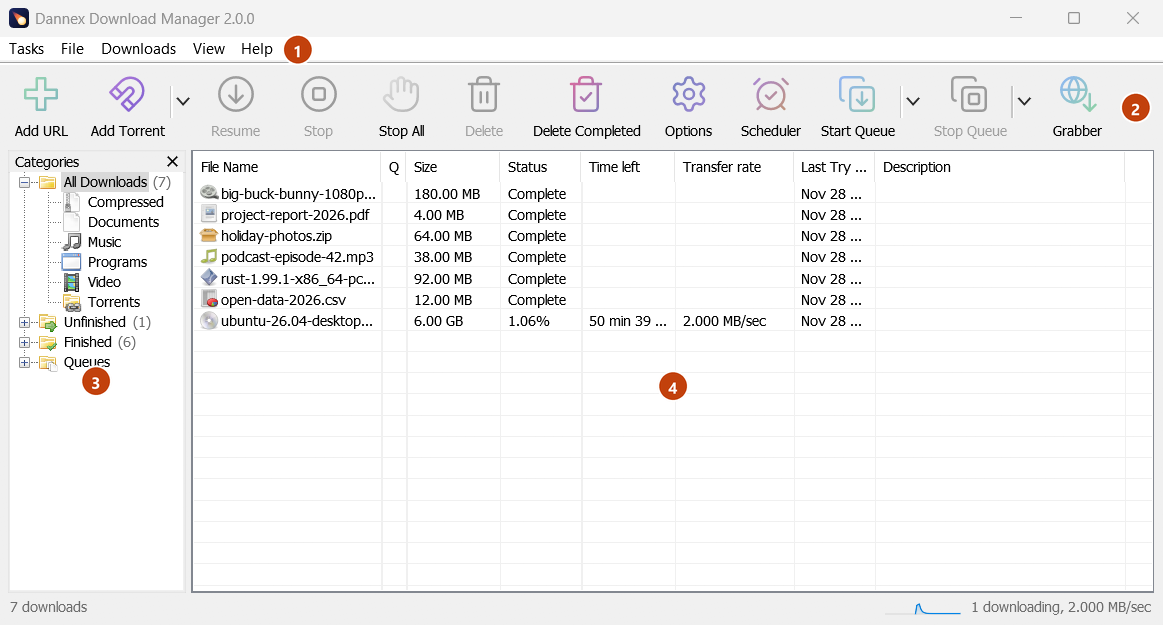 Dannex Download Manager 2.0.0
Tasks File Downloads View Help 1
Add URL Add Torrent Resume Stop Stop All Delete Delete Completed Options Scheduler Start Queue Stop Queue Grabber 2
Categories
All Downloads (7)
Compressed
Documents
Music
Programs
Video
Torrents
Unfinished (1)
Finished (6)
Queues
3
File Name Q Size Status Time left Transfer rate Last Try ... Description
big-buck-bunny-1080p... 180.00 MB Complete Nov 28 ...
project-report-2026.pdf 4.00 MB Complete Nov 28 ...
holiday-photos.zip 64.00 MB Complete Nov 28 ...
podcast-episode-42.mp3 38.00 MB Complete Nov 28 ...
rust-1.99.1-x86_64-pc... 92.00 MB Complete Nov 28 ...
open-data-2026.csv 12.00 MB Complete Nov 28 ...
ubuntu-26.04-desktop... 6.00 GB 1.06% 50 min 39 ... 2.000 MB/sec Nov 28 ...
4
7 downloads 1 downloading, 2.000 MB/sec